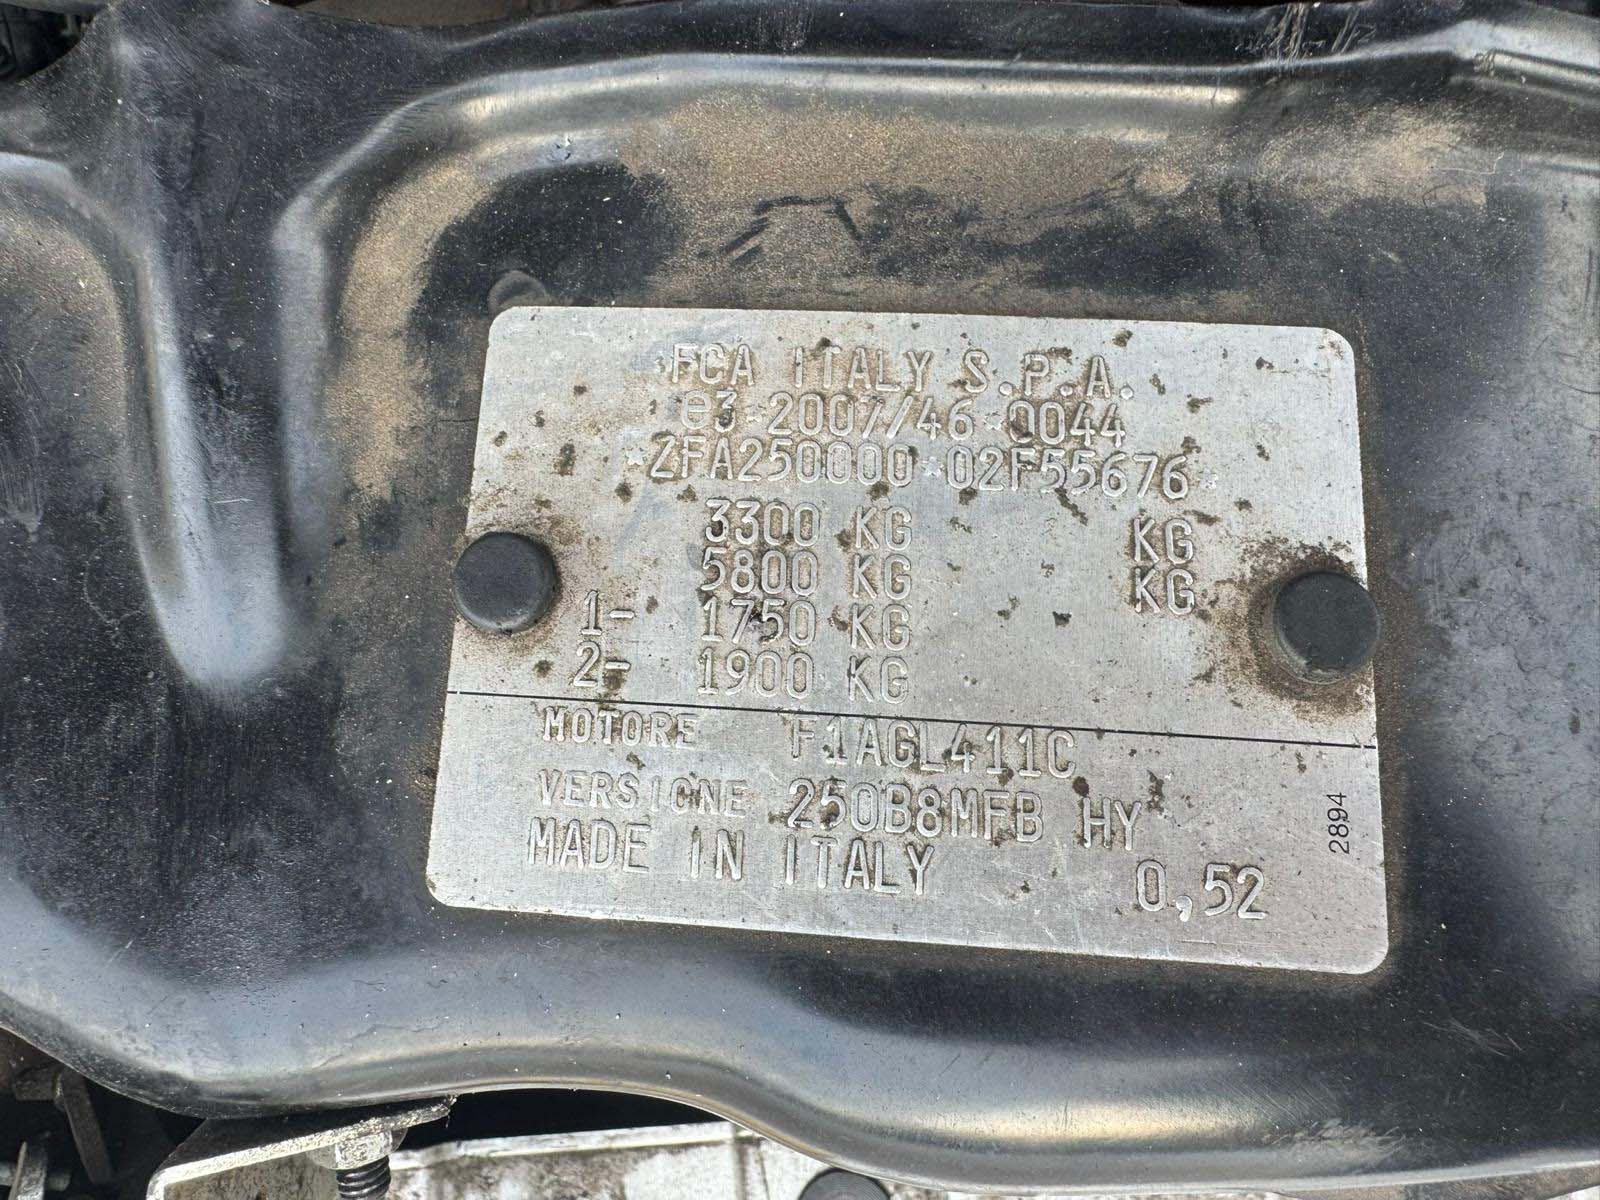 FCA ITALY S.P.A.
e3*2007/46*0044
*ZFA250000*02F55676*
3300 KG KG
5800 KG KG
1- 1750 KG
2- 1900 KG
MOTORE F1AGL411C
VERSIONE 250B8MFB HY
MADE IN ITALY 0,52
2894